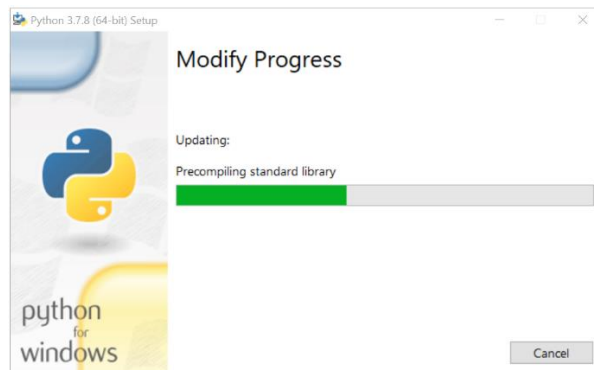 Python 3.7.8 (64-bit) Setup
Modify Progress
Updating:
Precompiling standard library
python
for
windows
Cancel